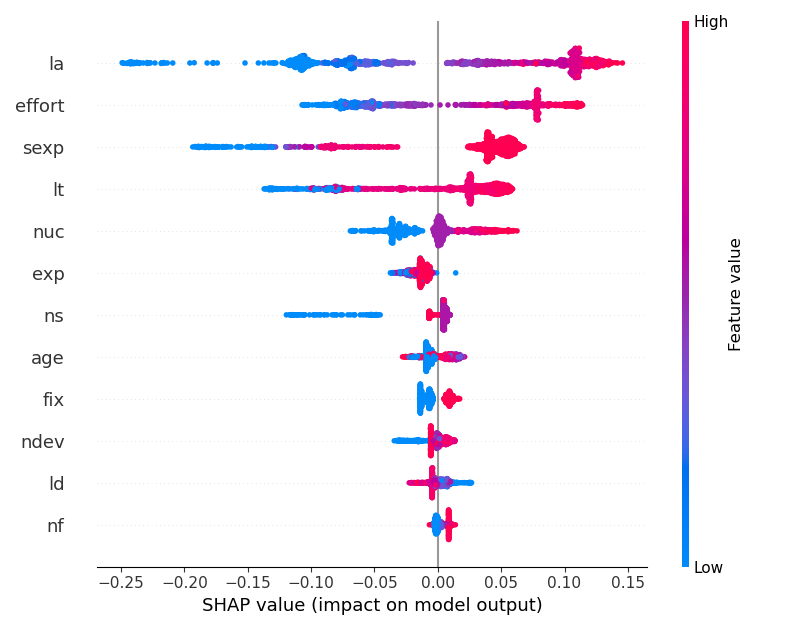 High
la
effort
sexp
lt
nuc
exp
ns
age
fix
ndev
ld
nf
Feature value
Low
−0.25 −0.20 −0.15 −0.10 −0.05 0.00 0.05 0.10 0.15
SHAP value (impact on model output)